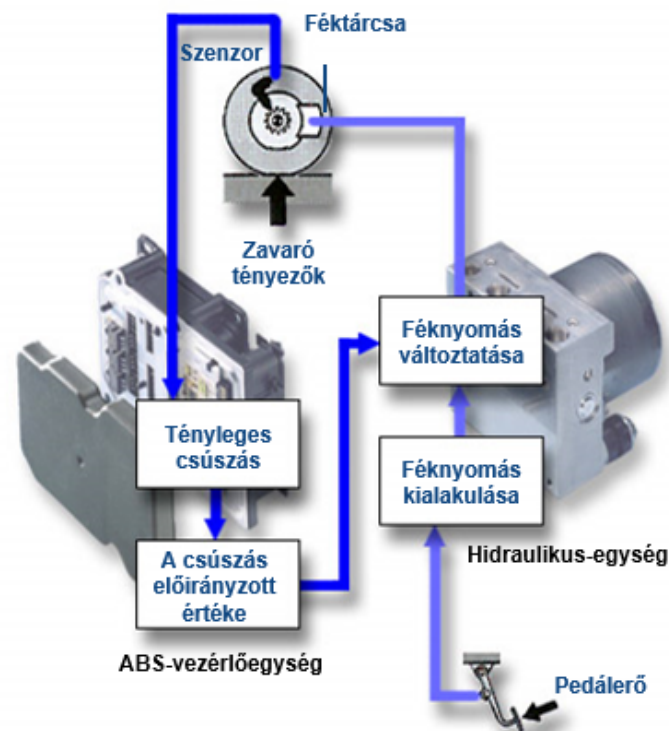 Féktárcsa
Szenzor
Zavaró
tényezők
Féknyomás
változtatása
Tényleges
csúszás
Féknyomás
kialakulása
A csúszás
előirányzott
értéke
Hidraulikus-egység
ABS-vezérlőegység
Pedálerő